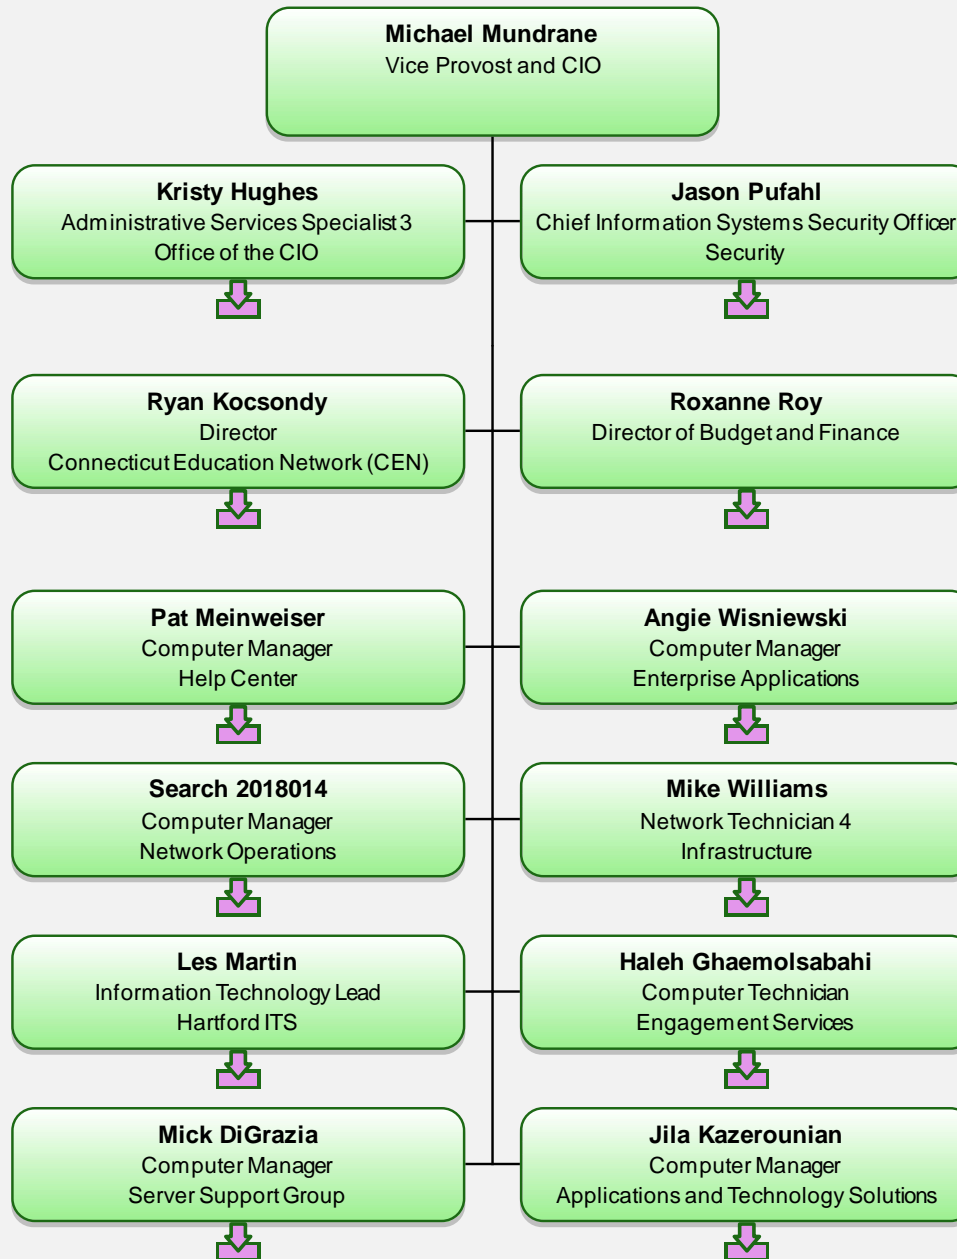 Michael Mundrane
Vice Provost and CIO
Kristy Hughes
Administrative Services Specialist 3
Office of the CIO
Jason Pufahl
Chief Information Systems Security Officer
Security
Ryan Kocsondy
Director
Connecticut Education Network (CEN)
Roxanne Roy
Director of Budget and Finance
Pat Meinweiser
Computer Manager
Help Center
Angie Wisniewski
Computer Manager
Enterprise Applications
Search 2018014
Computer Manager
Network Operations
Mike Williams
Network Technician 4
Infrastructure
Les Martin
Information Technology Lead
Hartford ITS
Haleh Ghaemolsabahi
Computer Technician
Engagement Services
Mick DiGrazia
Computer Manager
Server Support Group
Jila Kazerounian
Computer Manager
Applications and Technology Solutions